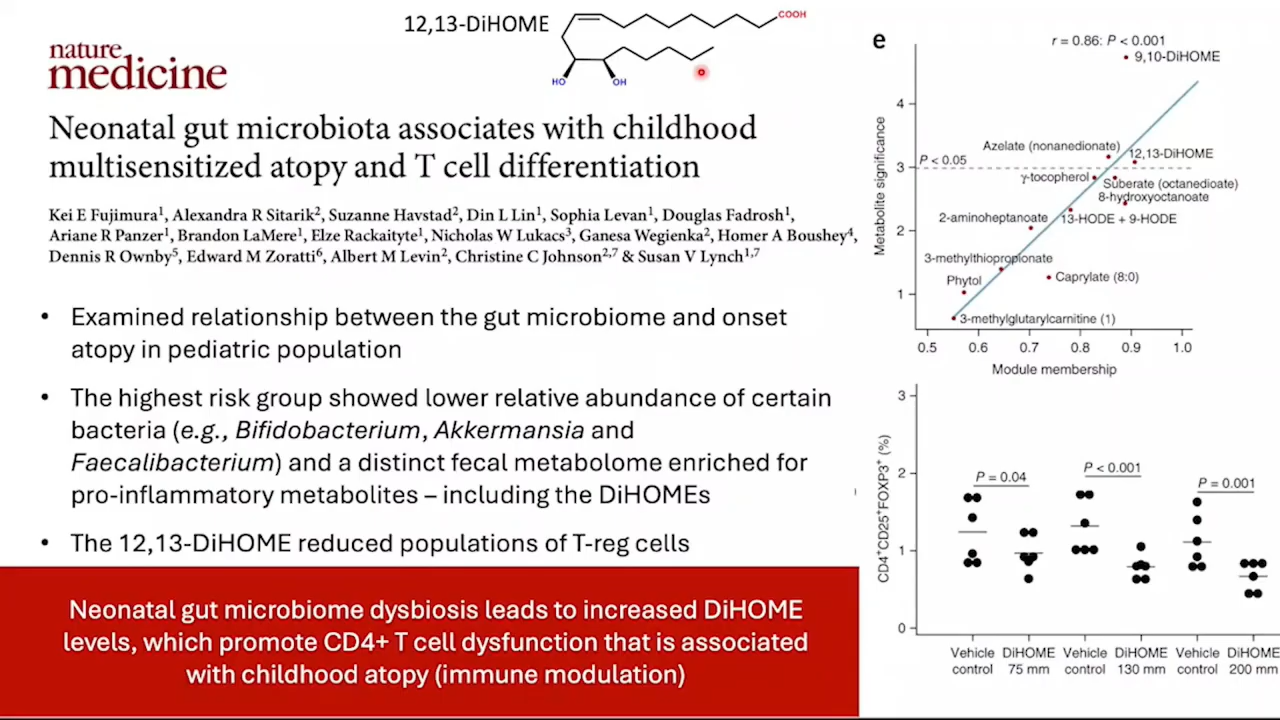 12,13-DiHOME
COOH
HO
OH
nature
medicine
Neonatal gut microbiota associates with childhood
multisensitized atopy and T cell differentiation
Kei E Fujimura1, Alexandra R Sitarik2, Suzanne Havstad2, Din L Lin1, Sophia Levan1, Douglas Fadrosh1,
Ariane R Panzer1, Brandon LaMere1, Elze Rackaityte1, Nicholas W Lukacs3, Ganesa Wegienka2, Homer A Boushey4,
Dennis R Ownby5, Edward M Zoratti6, Albert M Levin2, Christine C Johnson2,7 & Susan V Lynch1,7
• Examined relationship between the gut microbiome and onset
atopy in pediatric population
• The highest risk group showed lower relative abundance of certain
bacteria (e.g., Bifidobacterium, Akkermansia and
Faecalibacterium) and a distinct fecal metabolome enriched for
pro-inflammatory metabolites – including the DiHOMEs
• The 12,13-DiHOME reduced populations of T-reg cells
Neonatal gut microbiome dysbiosis leads to increased DiHOME
levels, which promote CD4+ T cell dysfunction that is associated
with childhood atopy (immune modulation)
e
r = 0.86: P < 0.001
9,10-DiHOME
4
Azelate (nonanedionate)
12,13-DiHOME
P < 0.05
3
γ-tocopherol
Suberate (octanedioate)
8-hydroxyoctanoate
2-aminoheptanoate
13-HODE + 9-HODE
2
3-methylthiopropionate
Phytol
Caprylate (8:0)
1
3-methylglutarylcarnitine (1)
Metabolite significance
0.5 0.6 0.7 0.8 0.9 1.0
Module membership
3
2
1
0
CD4+CD25+FOXP3+ (%)
P = 0.04
P < 0.001
P = 0.001
Vehicle DiHOME Vehicle DiHOME Vehicle DiHOME
control 75 mm control 130 mm control 200 mm